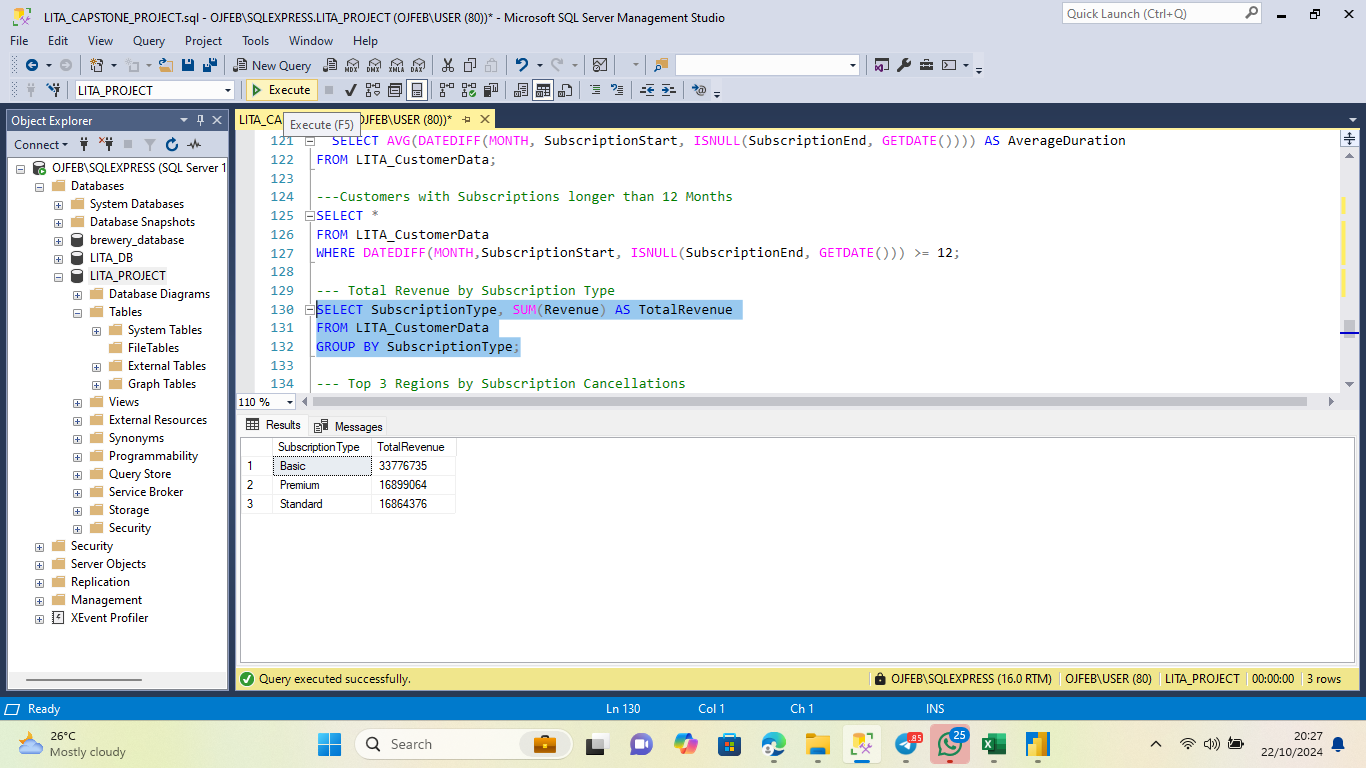 LITA_CAPSTONE_PROJECT.sql - OJFEB\SQLEXPRESS.LITA_PROJECT (OJFEB\USER (80))* - Microsoft SQL Server Management Studio
Quick Launch (Ctrl+Q)
File Edit View Query Project Tools Window Help
New Query
MDX DMX XMLA DAX
LITA_PROJECT
Execute
Object Explorer
LITA_CA
OJFEB\USER (80))*
Execute (F5)
Connect
OJFEB\SQLEXPRESS (SQL Server 1
Databases
System Databases
Database Snapshots
brewery_database
LITA_DB
LITA_PROJECT
Database Diagrams
Tables
System Tables
FileTables
External Tables
Graph Tables
Views
External Resources
Synonyms
Programmability
Query Store
Service Broker
Storage
Security
Security
Server Objects
Replication
Management
XEvent Profiler
121 SELECT AVG(DATEDIFF(MONTH, SubscriptionStart, ISNULL(SubscriptionEnd, GETDATE()))) AS AverageDuration
122 FROM LITA_CustomerData;
123
124 ---Customers with Subscriptions longer than 12 Months
125 SELECT *
126 FROM LITA_CustomerData
127 WHERE DATEDIFF(MONTH,SubscriptionStart, ISNULL(SubscriptionEnd, GETDATE())) >= 12;
128
129 --- Total Revenue by Subscription Type
130 SELECT SubscriptionType, SUM(Revenue) AS TotalRevenue
131 FROM LITA_CustomerData
132 GROUP BY SubscriptionType;
133
134 --- Top 3 Regions by Subscription Cancellations
110 %
Results Messages
SubscriptionType TotalRevenue
1 Basic 33776735
2 Premium 16899064
3 Standard 16864376
Query executed successfully.
OJFEB\SQLEXPRESS (16.0 RTM) OJFEB\USER (80) LITA_PROJECT 00:00:00 3 rows
Ready
Ln 130 Col 1 Ch 1 INS
26°C
Mostly cloudy
Search
85
25
20:27
22/10/2024